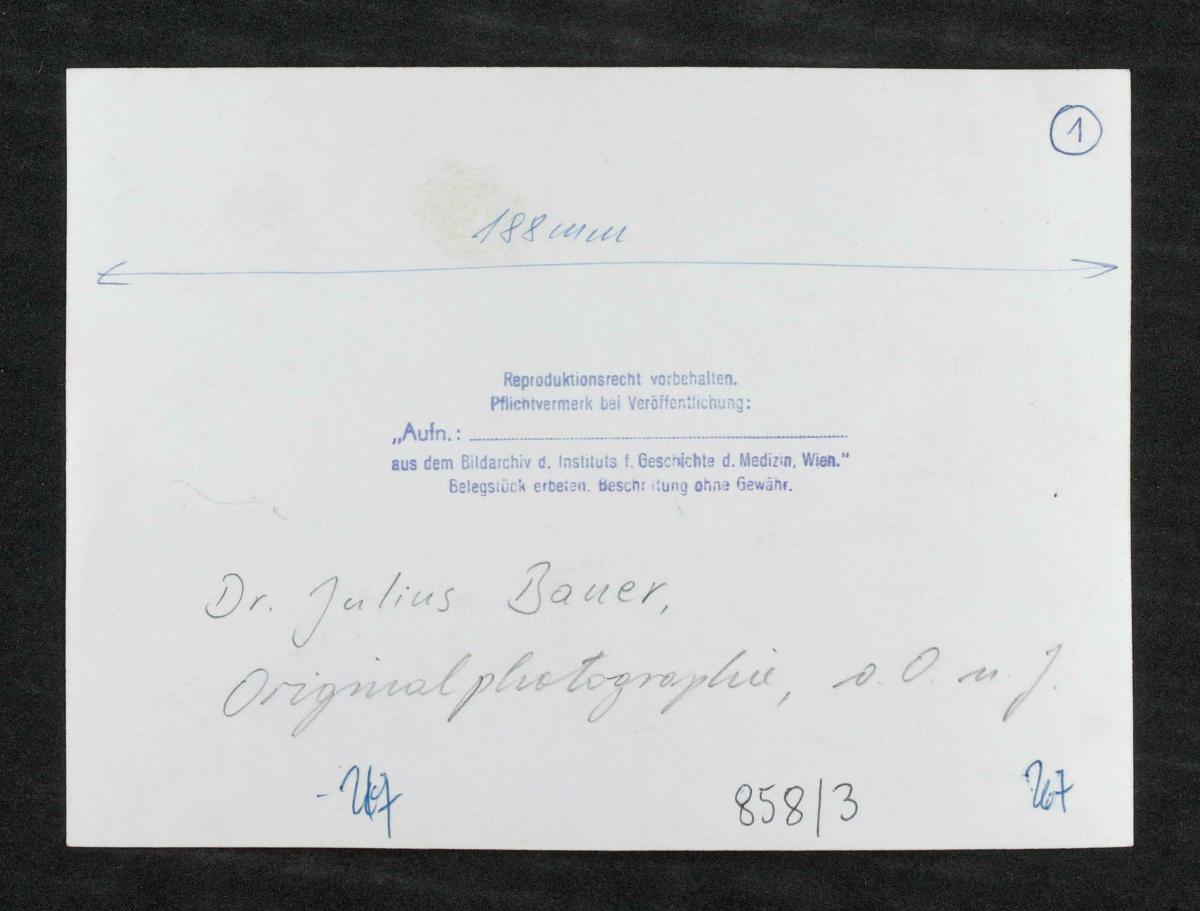 1
188 mm
Reproduktionsrecht vorbehalten.
Pflichtvermerk bei Veröffentlichung:
„Aufn.:
aus dem Bildarchiv d. Instituts f. Geschichte d. Medizin, Wien.“
Belegstück erbeten. Beschriftung ohne Gewähr.
Dr. Julius Bauer,
Originalphotographie, o. O. u. J.
858/3 267